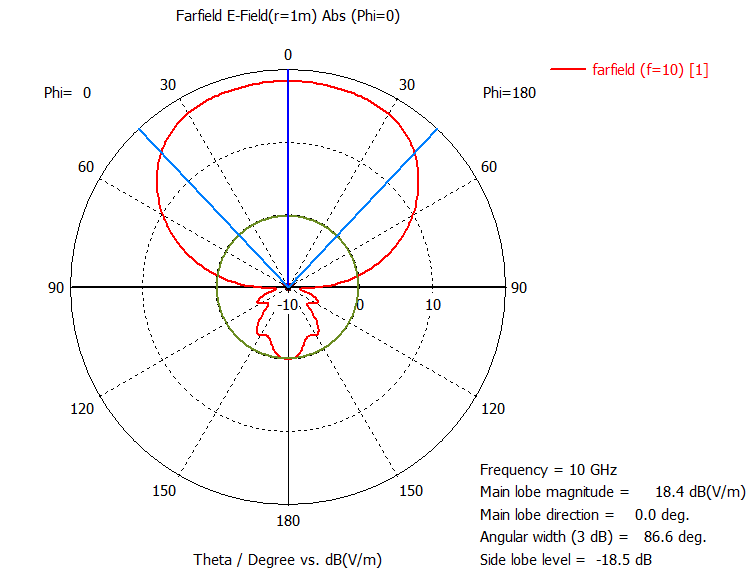 Farfield E-Field(r=1m) Abs (Phi=0)
0
farfield (f=10) [1]
30
30
Phi= 0
Phi=180
60
60
90
-10
0
10
90
120
120
150
150
180
Frequency = 10 GHz
Main lobe magnitude = 18.4 dB(V/m)
Main lobe direction = 0.0 deg.
Angular width (3 dB) = 86.6 deg.
Side lobe level = -18.5 dB
Theta / Degree vs. dB(V/m)